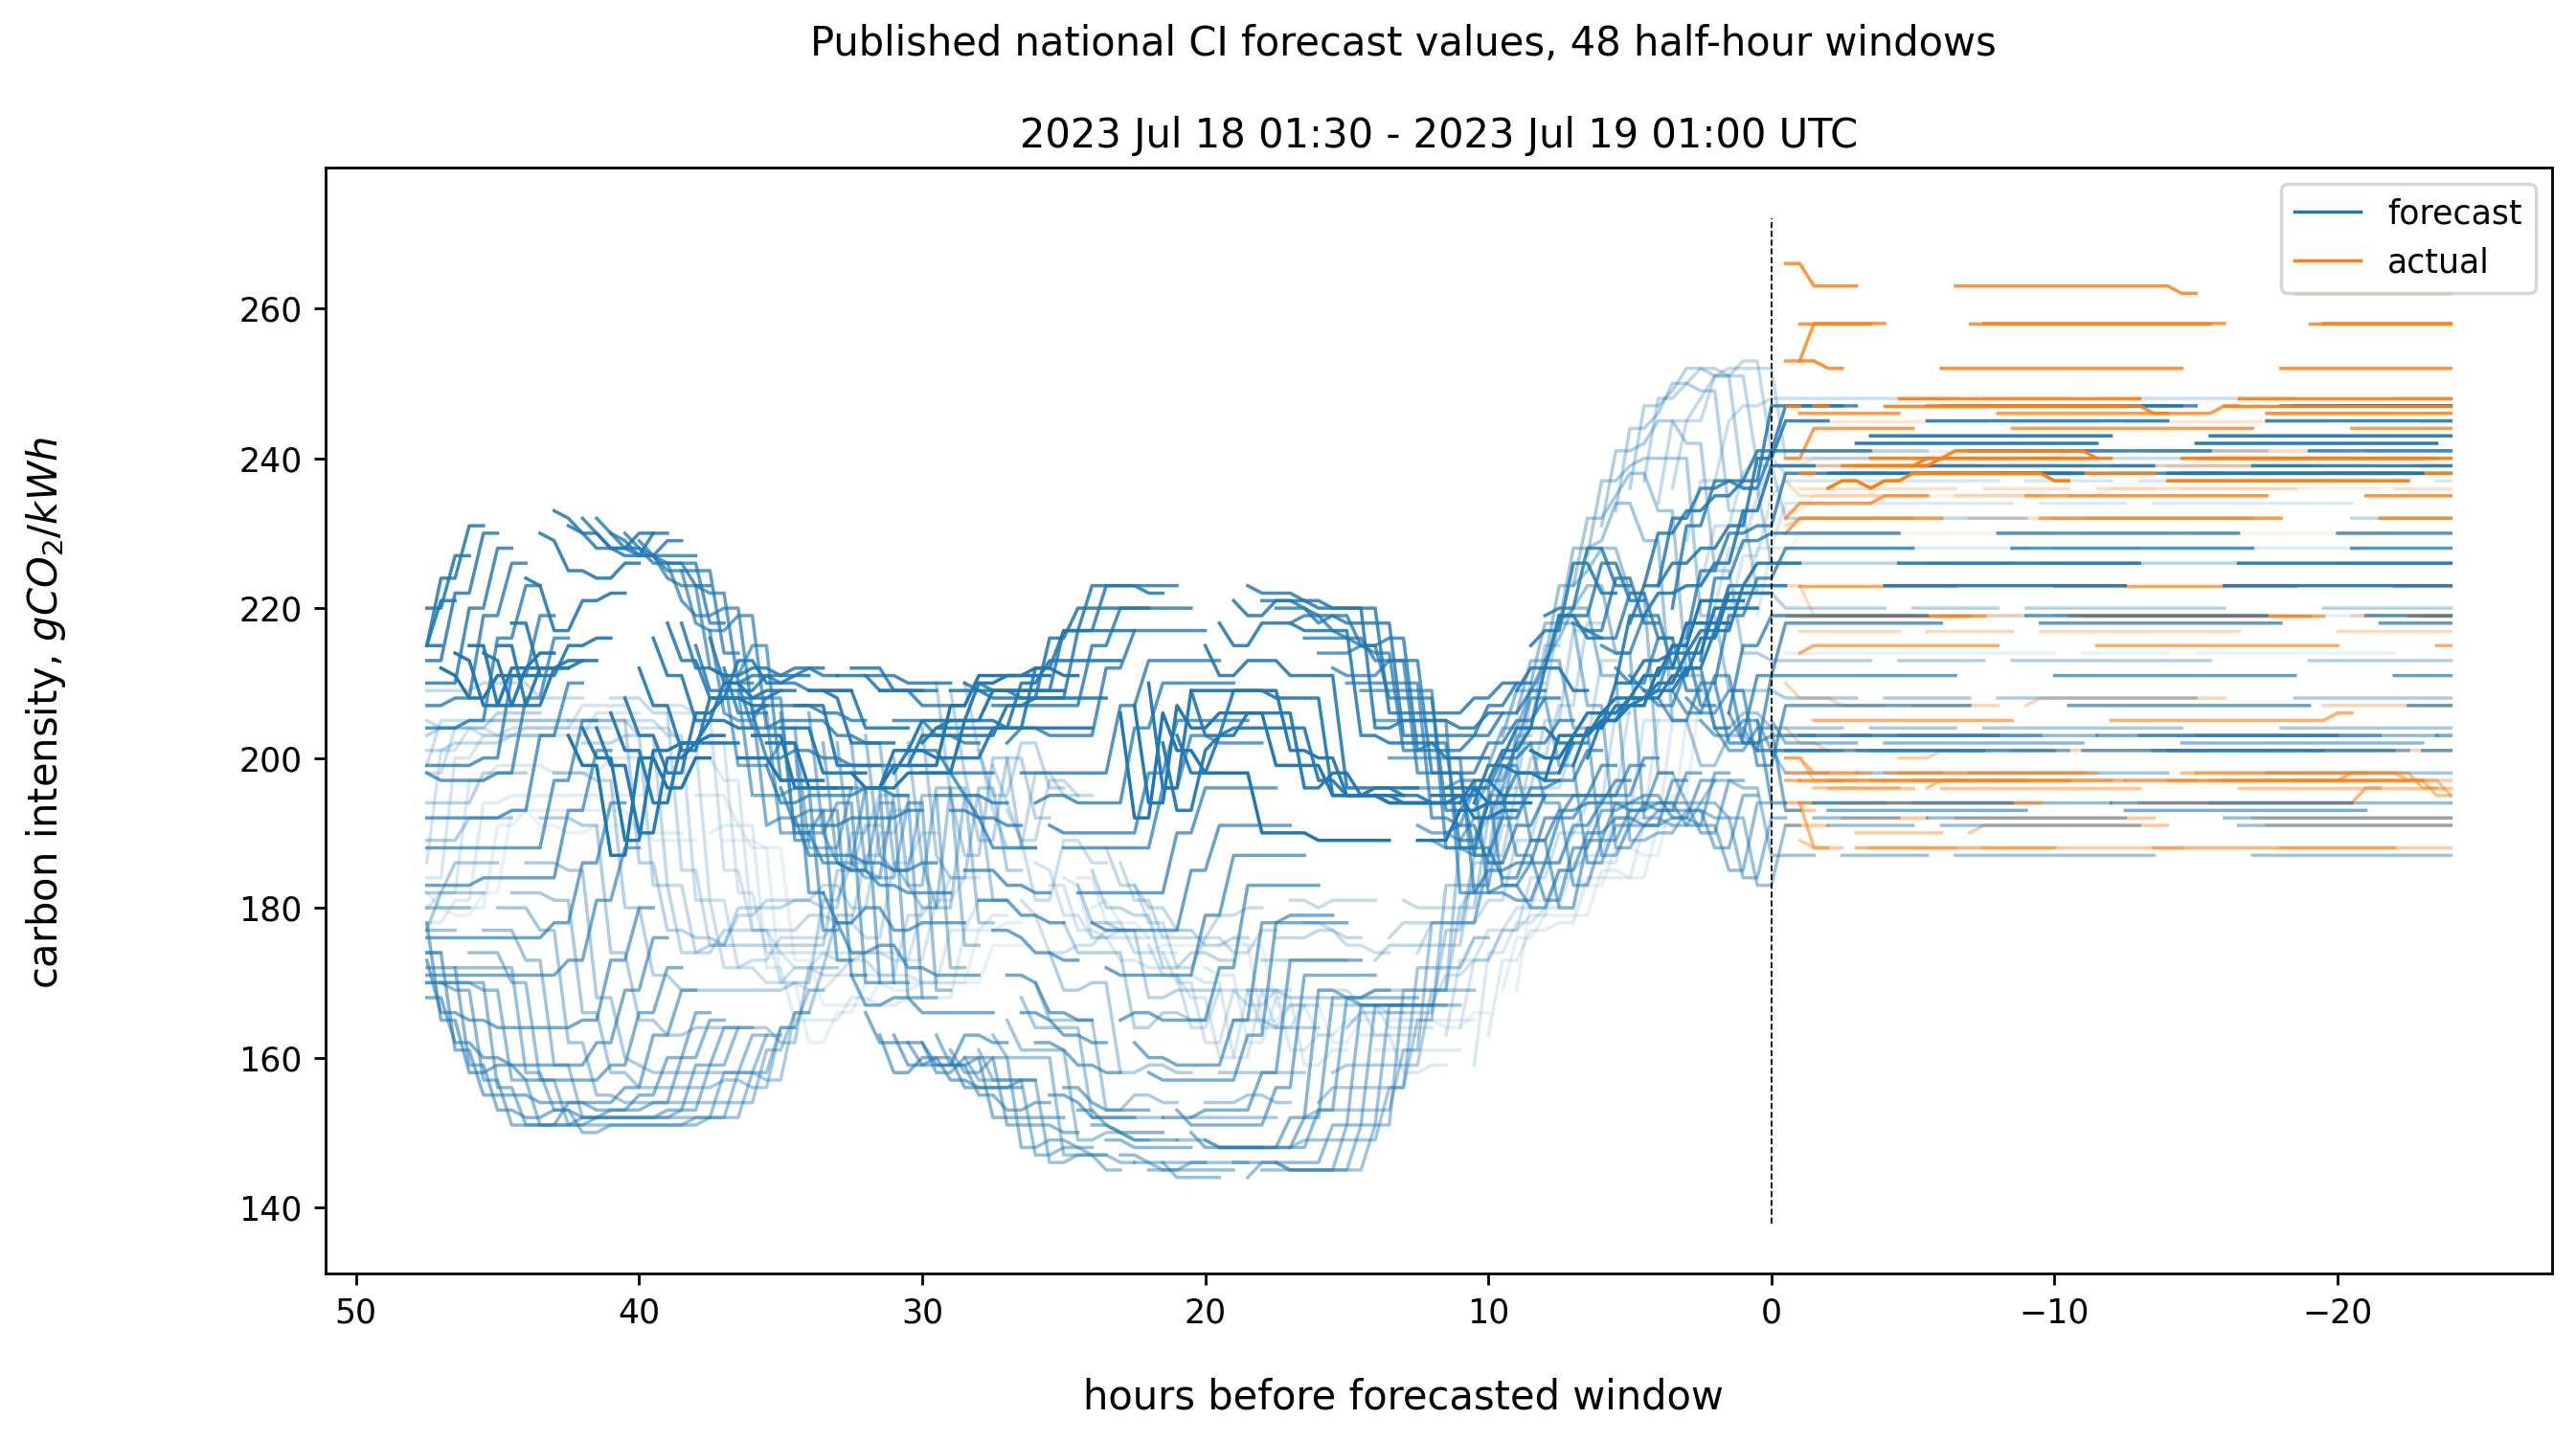 Published national CI forecast values, 48 half-hour windows
2023 Jul 18 01:30 - 2023 Jul 19 01:00 UTC
forecast
actual
carbon intensity, gCO₂/kWh
260
240
220
200
180
160
140
50
40
30
20
10
0
−10
−20
hours before forecasted window